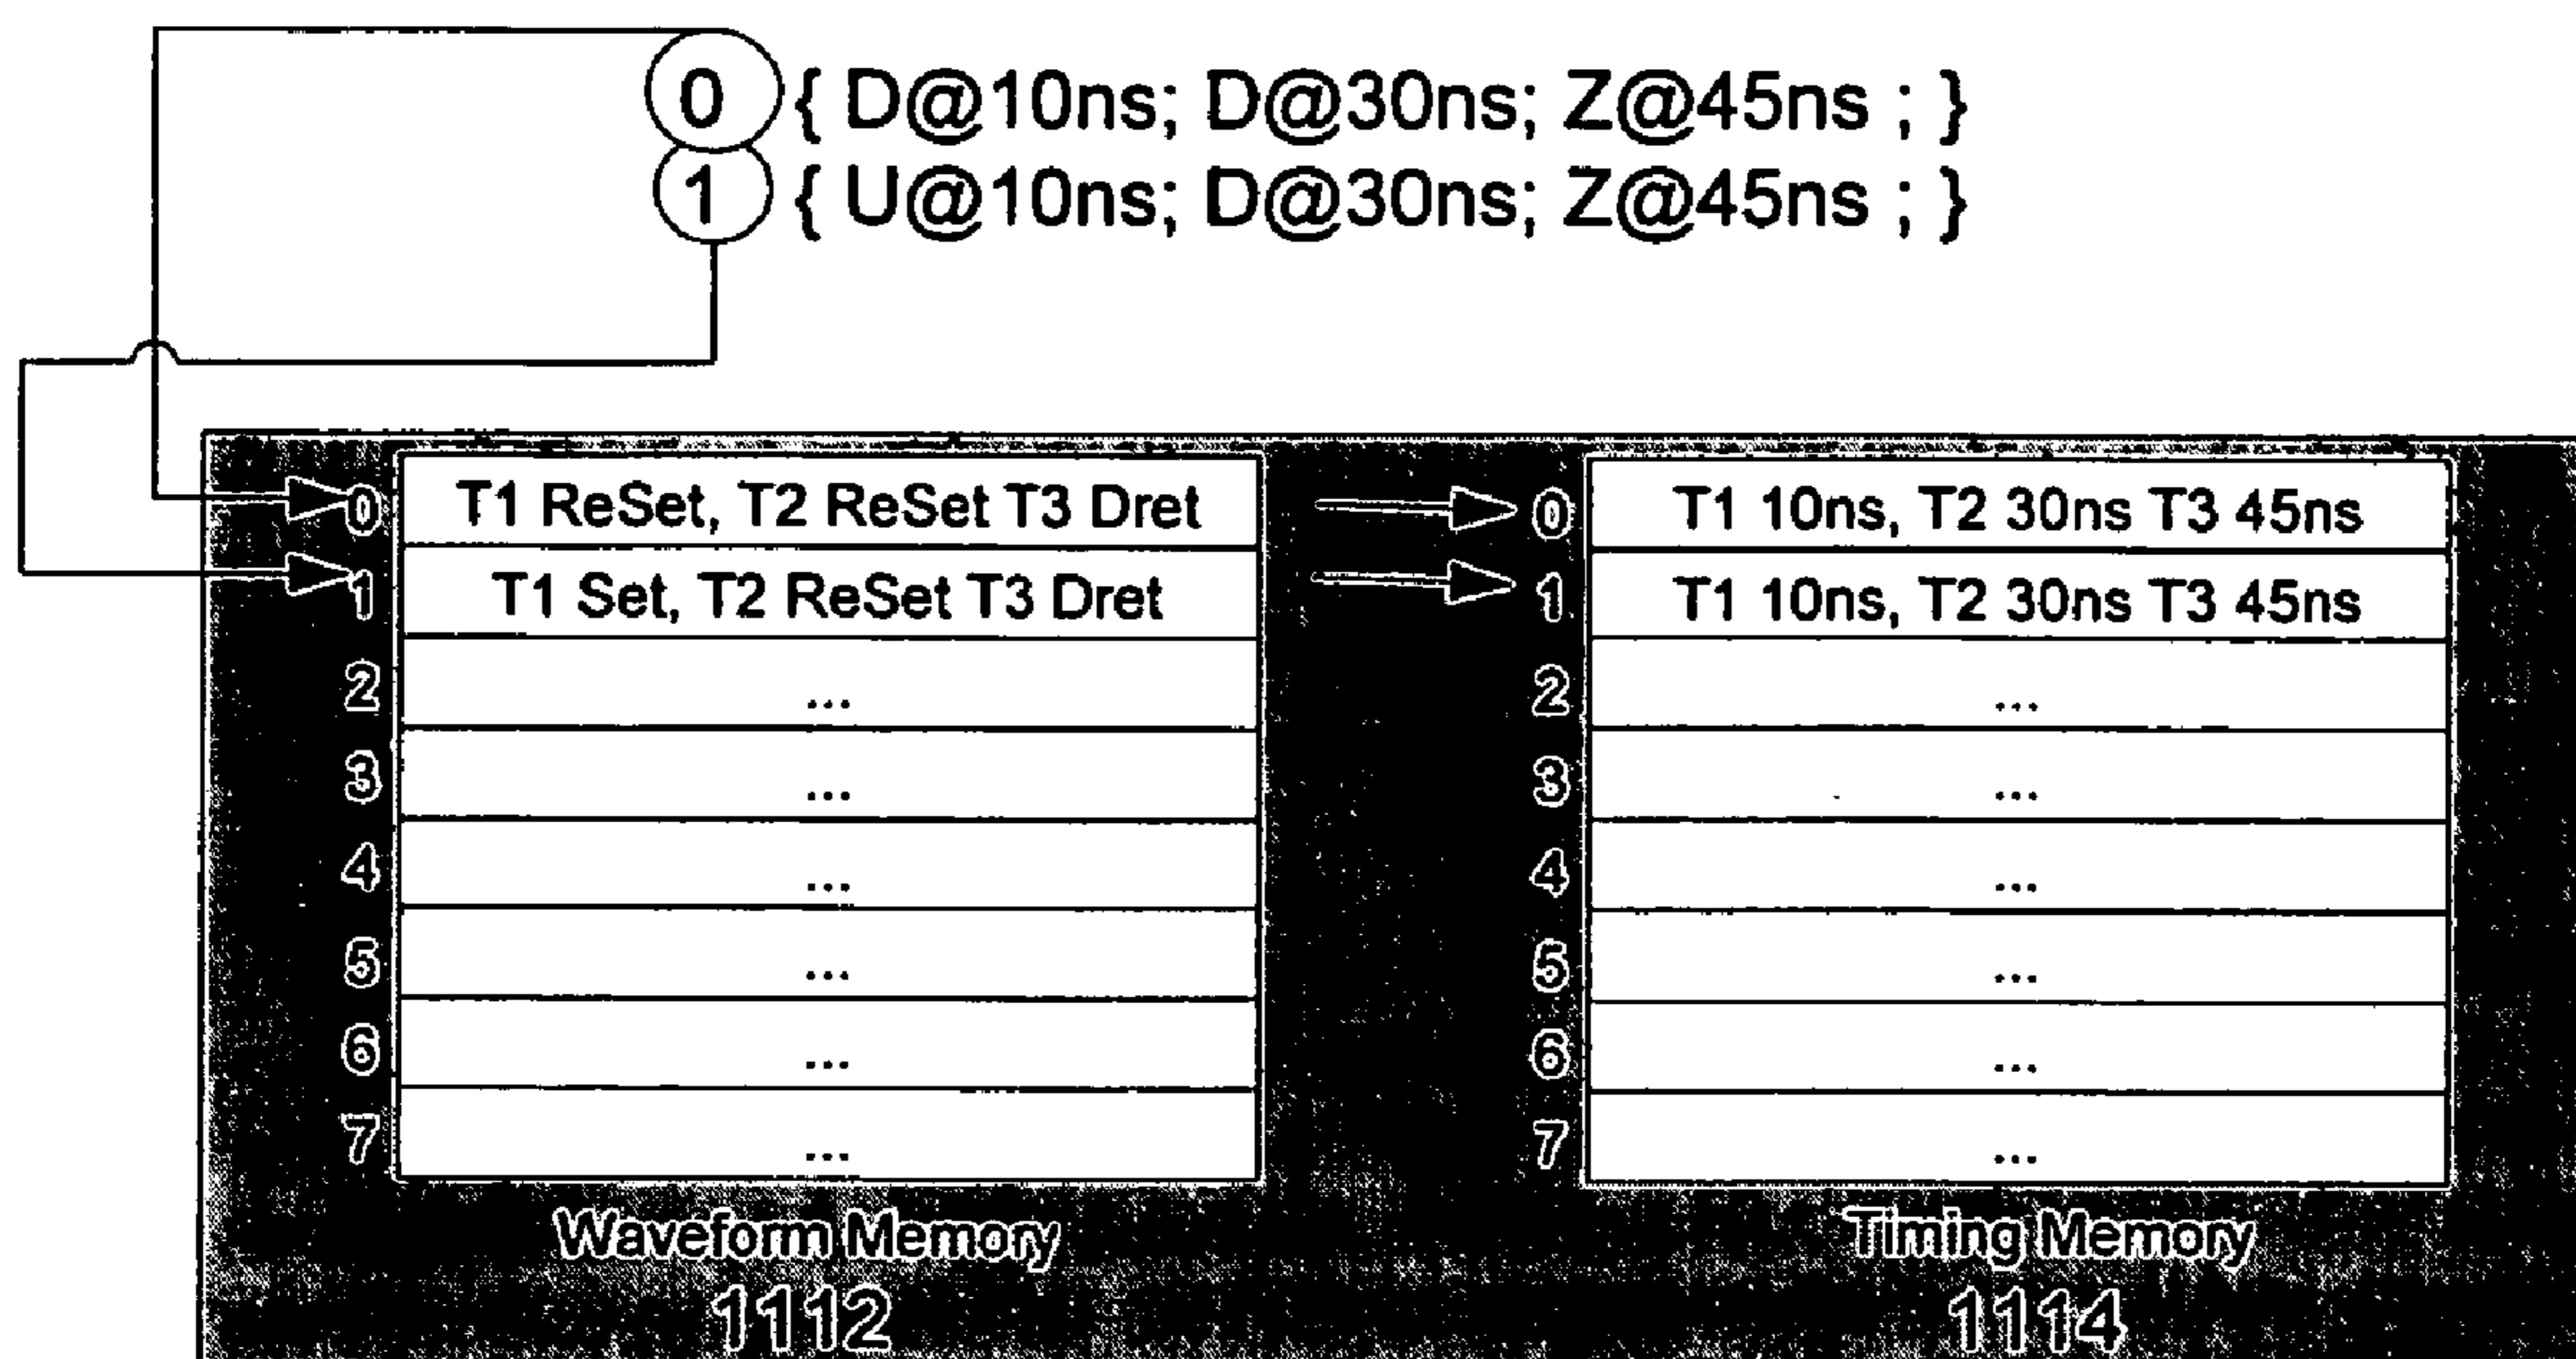 0 { D@10ns; D@30ns; Z@45ns ; }
1 { U@10ns; D@30ns; Z@45ns ; }
0 T1 ReSet, T2 ReSet T3 Dret 0 T1 10ns, T2 30ns T3 45ns
1 T1 Set, T2 ReSet T3 Dret 1 T1 10ns, T2 30ns T3 45ns
2 ... 2 ...
3 ... 3 ...
4 ... 4 ...
5 ... 5 ...
6 ... 6 ...
7 ... 7 ...
Waveform Memory Timing Memory
1112 1114